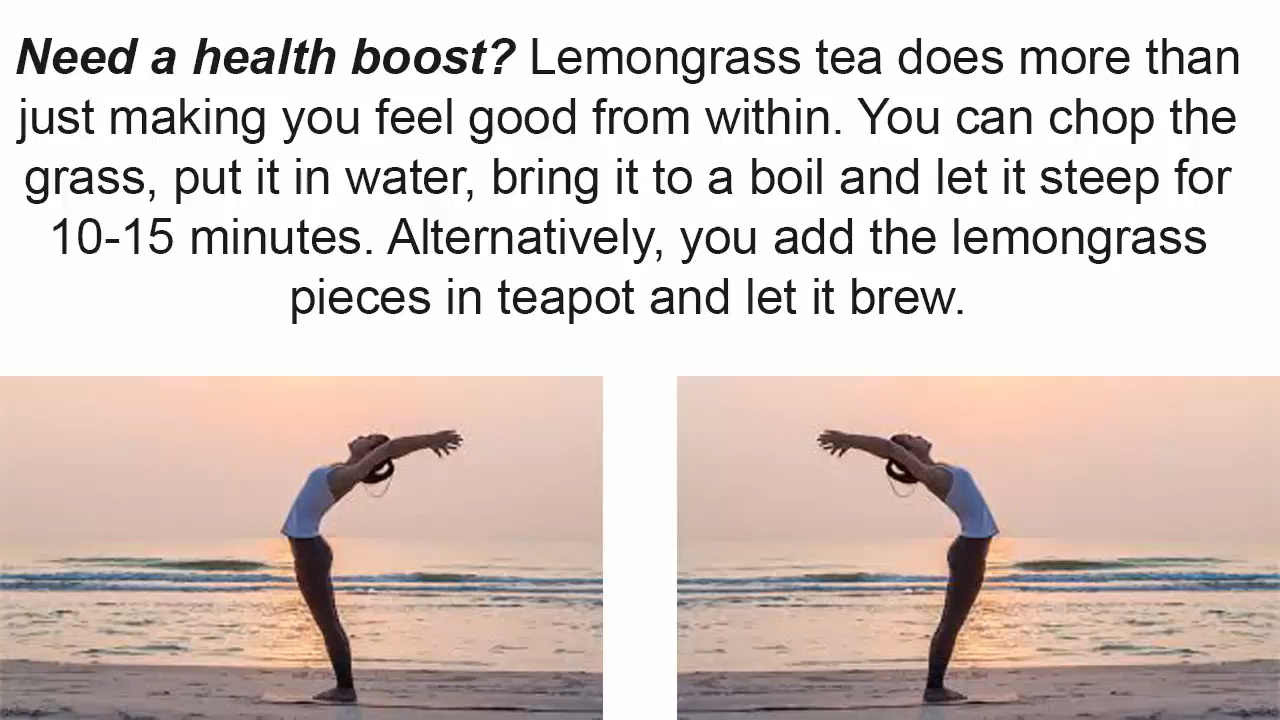 Need a health boost? Lemongrass tea does more than
just making you feel good from within. You can chop the
grass, put it in water, bring it to a boil and let it steep for
10-15 minutes. Alternatively, you add the lemongrass
pieces in teapot and let it brew.